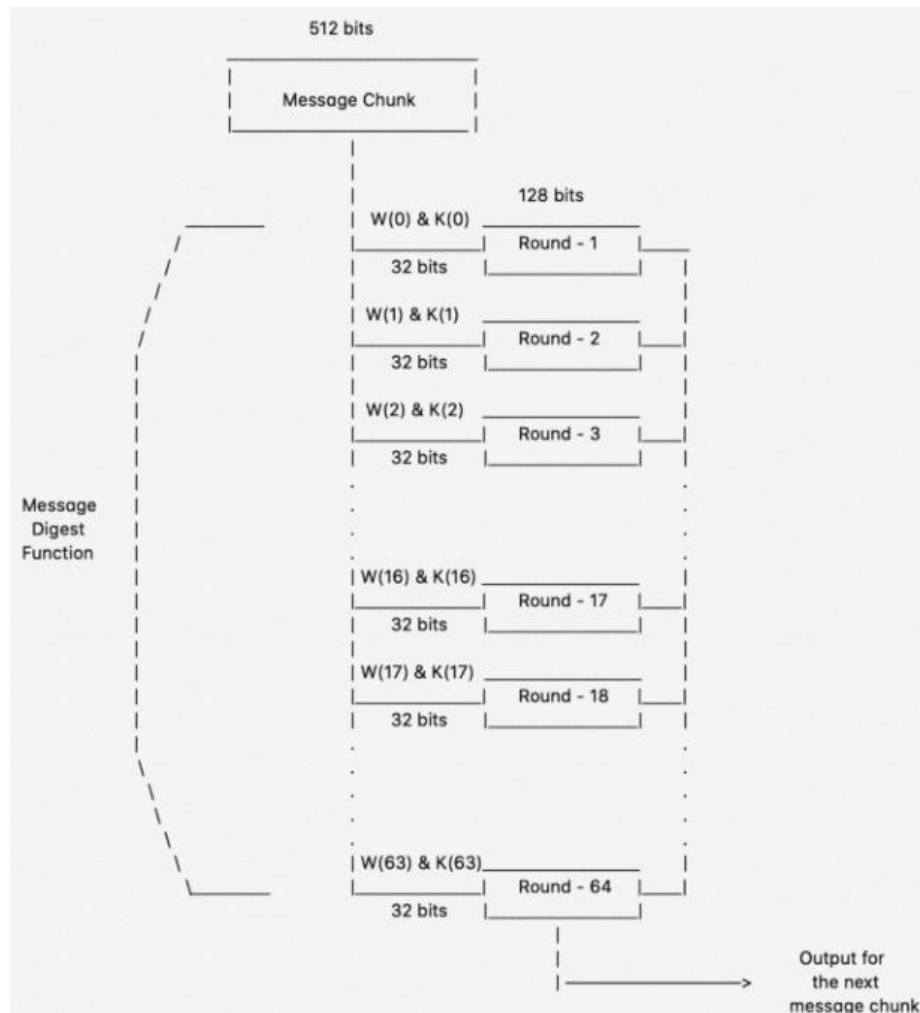 512 bits
Message Chunk
128 bits
W(0) & K(0)
Round - 1
32 bits
W(1) & K(1)
Round - 2
32 bits
W(2) & K(2)
Round - 3
32 bits
Message
Digest
Function
W(16) & K(16)
Round - 17
32 bits
W(17) & K(17)
Round - 18
32 bits
W(63) & K(63)
Round - 64
32 bits
Output for
the next
message chunk